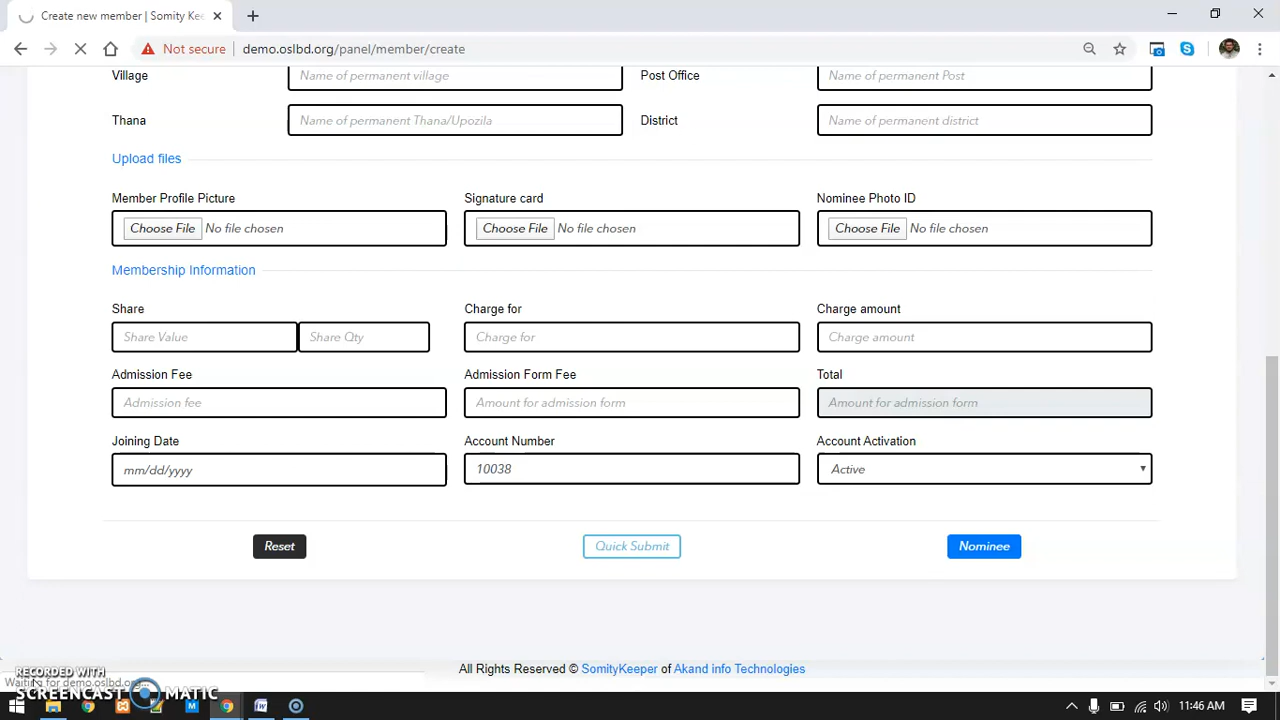 Create new member | Somity Kee
Not secure demo.oslbd.org/panel/member/create
Village Name of permanent village Post Office Name of permanent Post
Thana Name of permanent Thana/Upozila District Name of permanent district
Upload files
Member Profile Picture Signature card Nominee Photo ID
Choose File No file chosen Choose File No file chosen Choose File No file chosen
Membership Information
Share Charge for Charge amount
Share Value Share Qty Charge for Charge amount
Admission Fee Admission Form Fee Total
Admission fee Amount for admission form Amount for admission form
Joining Date Account Number Account Activation
mm/dd/yyyy 10038 Active
Reset Quick Submit Nominee
All Rights Reserved © SomityKeeper of Akand info Technologies
Waiting for demo.oslbd.org...
RECORDED WITH
SCREENCAST MATIC
11:46 AM